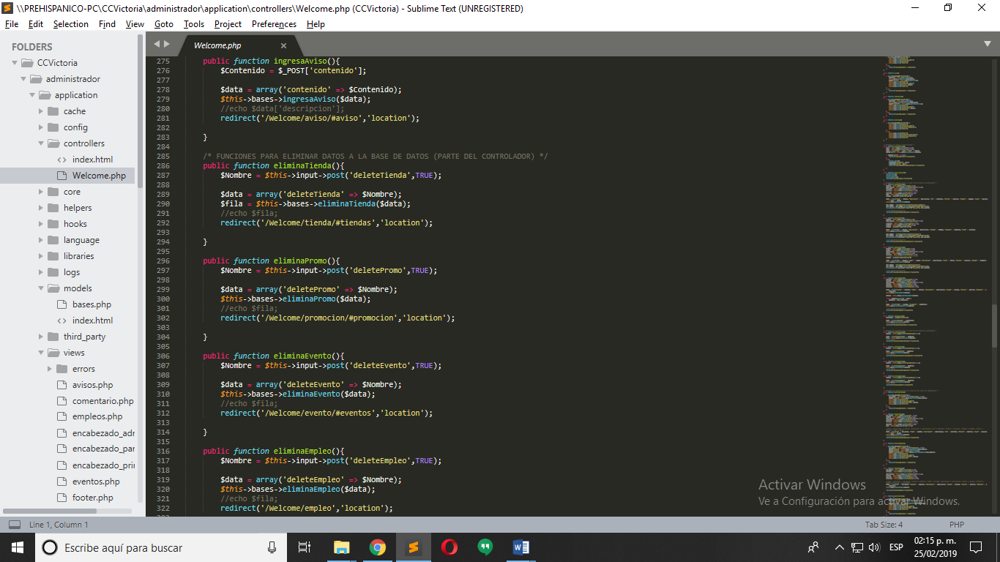 \\PREHISPANICO-PC\CCVictoria\administrador\application\controllers\Welcome.php (CCVictoria) - Sublime Text (UNREGISTERED)
File Edit Selection Find View Goto Tools Project Preferences Help
FOLDERS
CCVictoria
administrador
application
cache
config
controllers
index.html
Welcome.php
core
helpers
hooks
language
libraries
logs
models
bases.php
index.html
third_party
views
errors
avisos.php
comentario.php
empleos.php
encabezado_adr
encabezado_par
encabezado_prir
eventos.php
footer.php
Welcome.php
275 public function ingresaAviso(){
276 $Contenido = $_POST['contenido'];
277
278 $data = array('contenido' => $Contenido);
279 $this->bases->ingresaAviso($data);
280 //echo $data['descripcion'];
281 redirect('/Welcome/aviso/#aviso','location');
282
283 }
284
285 /* FUNCIONES PARA ELIMINAR DATOS A LA BASE DE DATOS (PARTE DEL CONTROLADOR) */
286 public function eliminaTienda(){
287 $Nombre = $this->input->post('deleteTienda',TRUE);
288
289 $data = array('deleteTienda' => $Nombre);
290 $fila = $this->bases->eliminaTienda($data);
291 //echo $fila;
292 redirect('/Welcome/tienda/#tiendas','location');
293
294 }
295
296 public function eliminaPromo(){
297 $Nombre = $this->input->post('deletePromo',TRUE);
298
299 $data = array('deletePromo' => $Nombre);
300 $this->bases->eliminaPromo($data);
301 //echo $fila;
302 redirect('/Welcome/promocion/#promocion','location');
303
304 }
305
306 public function eliminaEvento(){
307 $Nombre = $this->input->post('deleteEvento',TRUE);
308
309 $data = array('deleteEvento' => $Nombre);
310 $this->bases->eliminaEvento($data);
311 //echo $fila;
312 redirect('/Welcome/evento/#eventos','location');
313
314 }
315
316 public function eliminaEmpleo(){
317 $Nombre = $this->input->post('deleteEmpleo',TRUE);
318
319 $data = array('deleteEmpleo' => $Nombre);
320 $this->bases->eliminaEmpleo($data);
321 //echo $fila;
322 redirect('/Welcome/empleo','location');
Activar Windows
Ve a Configuración para activar Windows.
Line 1, Column 1
Tab Size: 4
PHP
Escribe aquí para buscar
ESP
02:15 p. m.
25/02/2019